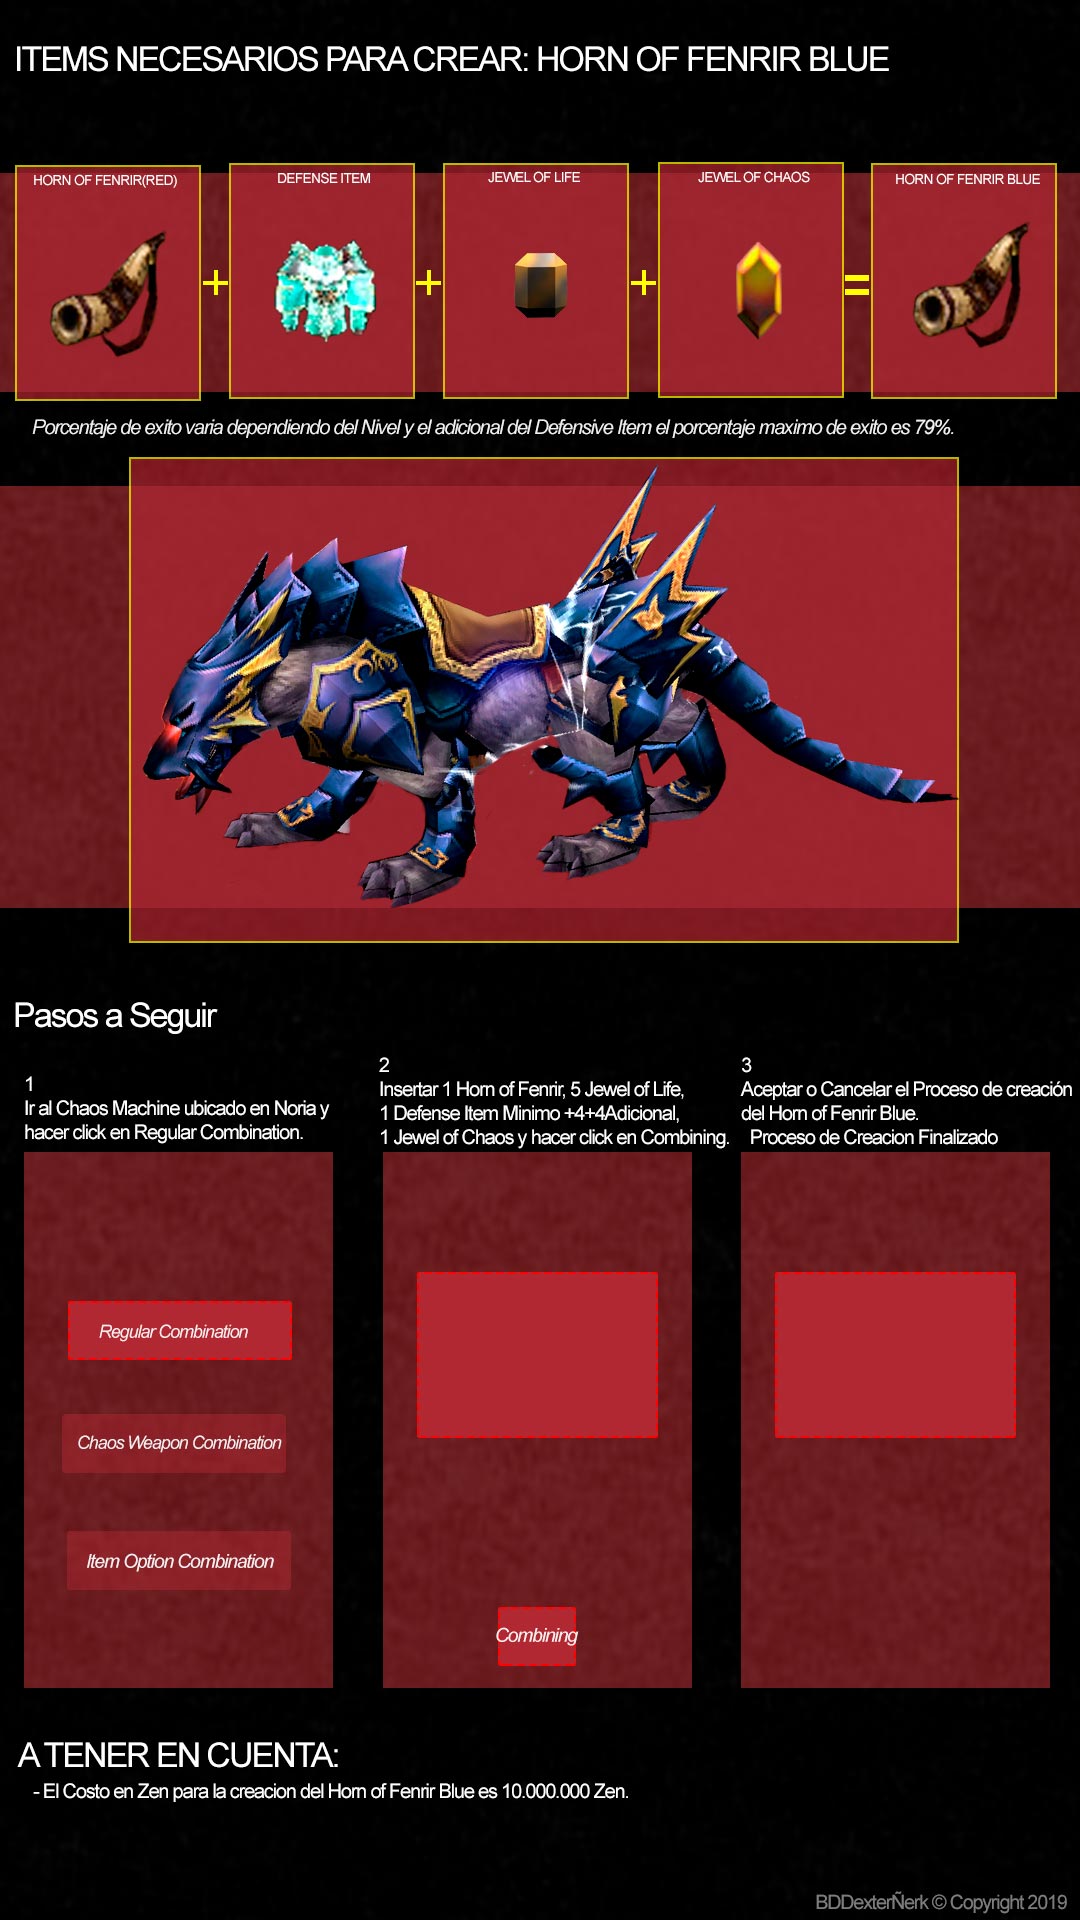 ITEMS NECESARIOS PARA CREAR: HORN OF FENRIR BLUE
HORN OF FENRIR(RED)
DEFENSE ITEM
JEWEL OF LIFE
JEWEL OF CHAOS
HORN OF FENRIR BLUE
+
+
+
=
Porcentaje de exito varia dependiendo del Nivel y el adicional del Defensive Item el porcentaje maximo de exito es 79%.
Pasos a Seguir
1
Ir al Chaos Machine ubicado en Noria y
hacer click en Regular Combination.
Regular Combination
Chaos Weapon Combination
Item Option Combination
2
Insertar 1 Horn of Fenrir, 5 Jewel of Life,
1 Defense Item Minimo +4+4Adicional,
1 Jewel of Chaos y hacer click en Combining.
Combining
3
Aceptar o Cancelar el Proceso de creación
del Horn of Fenrir Blue.
Proceso de Creacion Finalizado
A TENER EN CUENTA:
- El Costo en Zen para la creacion del Horn of Fenrir Blue es 10.000.000 Zen.
BDDexterÑerk © Copyright 2019